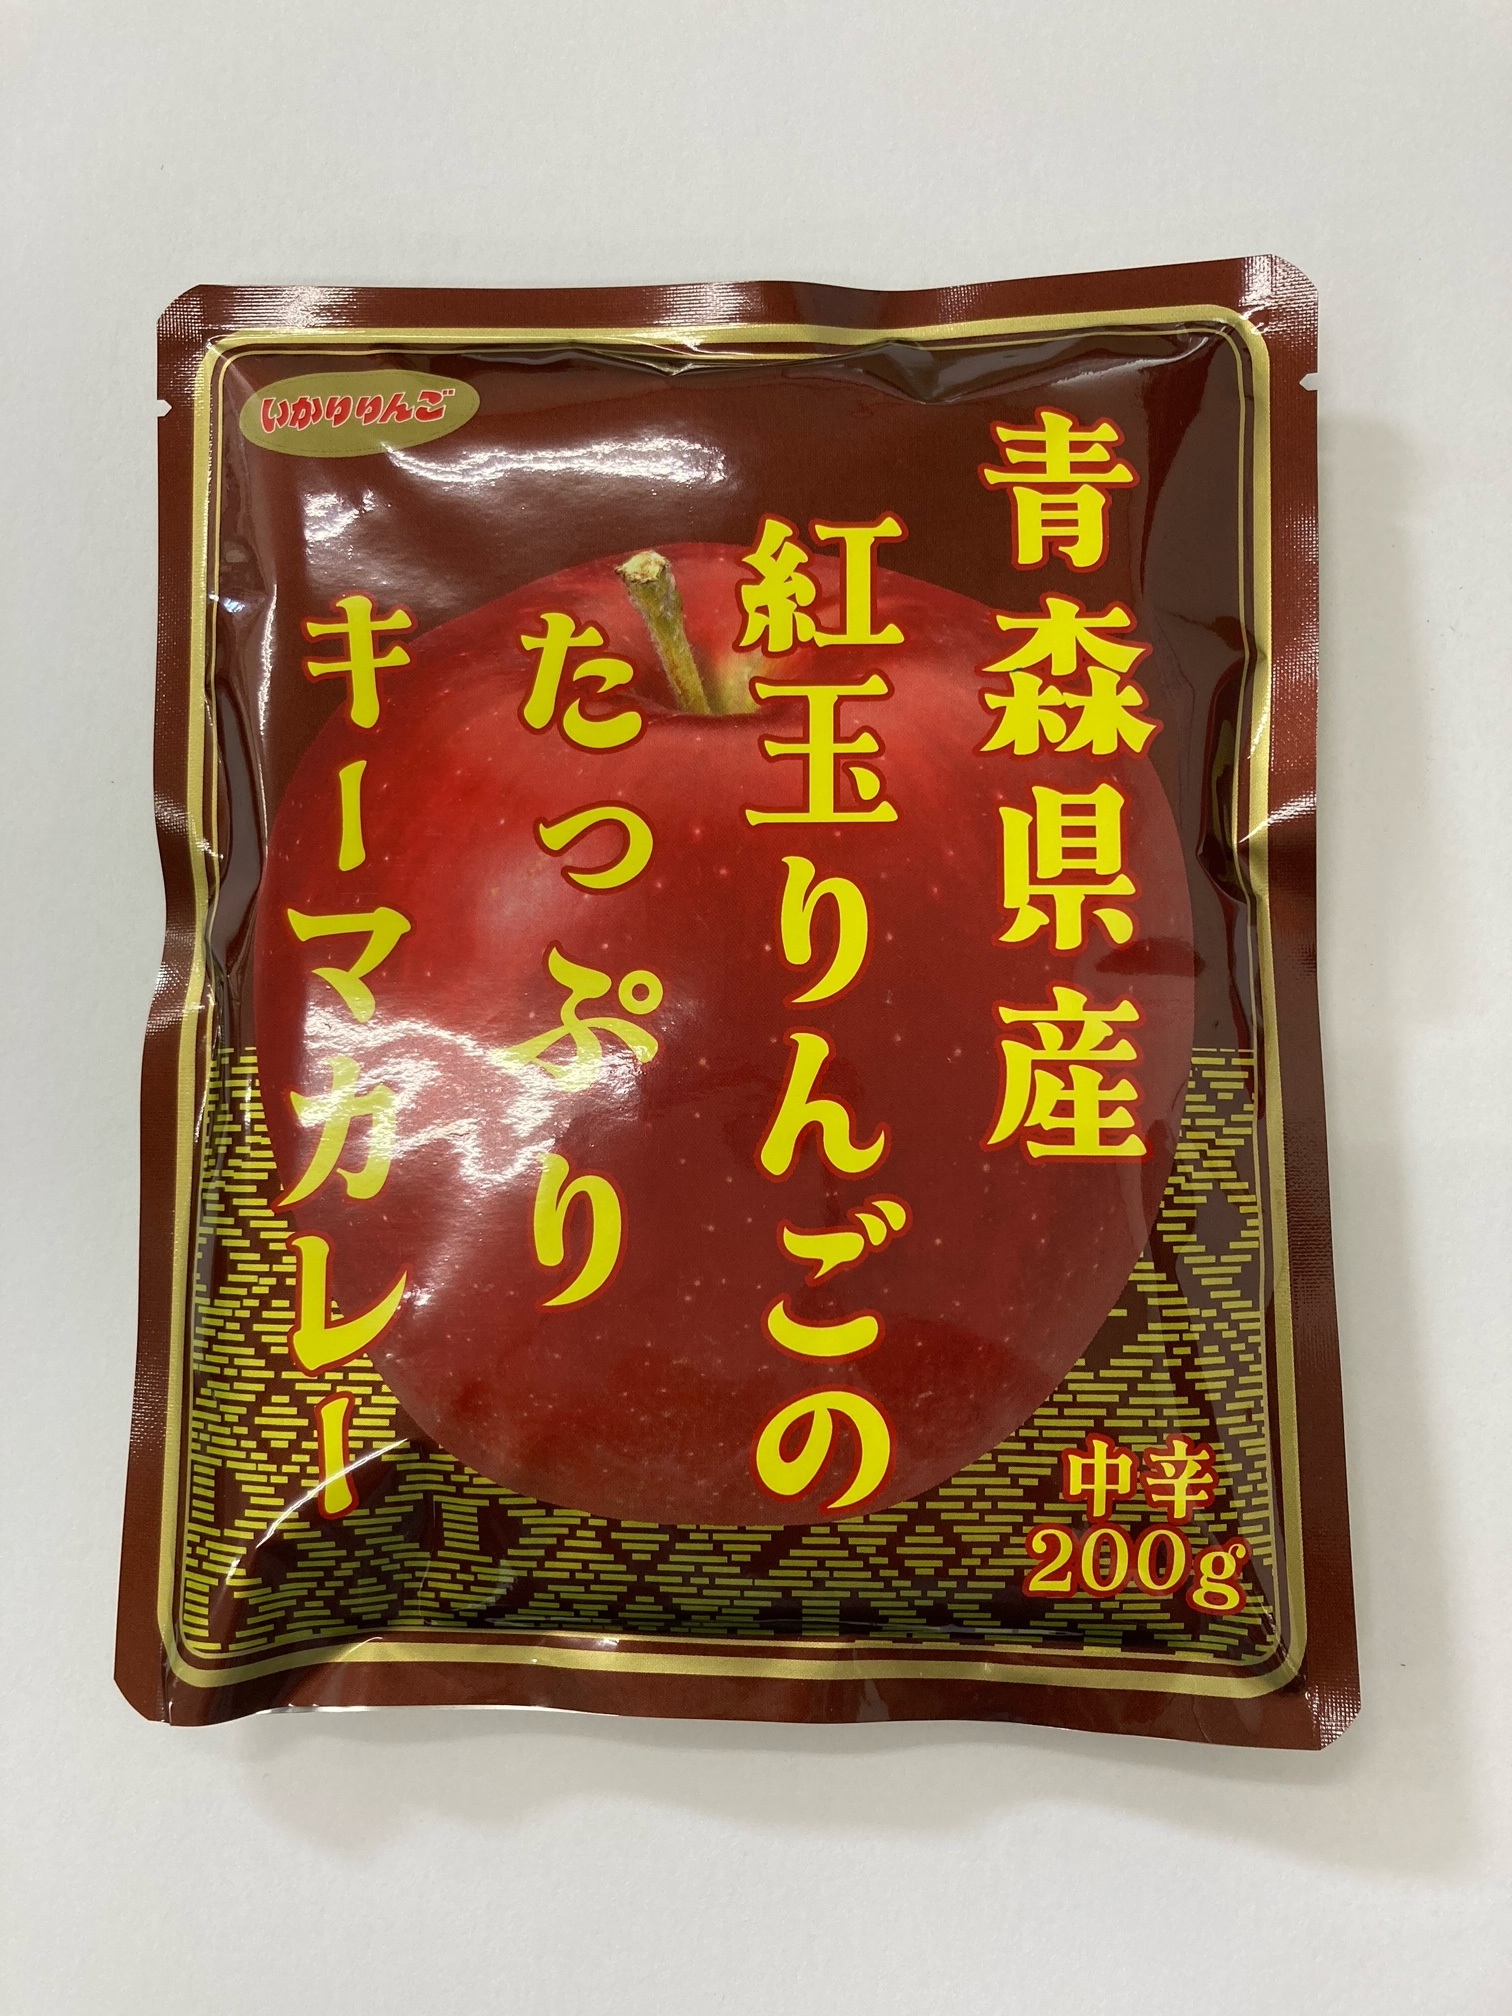 いかりりんご
青森県産
紅玉りんごの
たっぷり
キーマカレー
中辛
200g